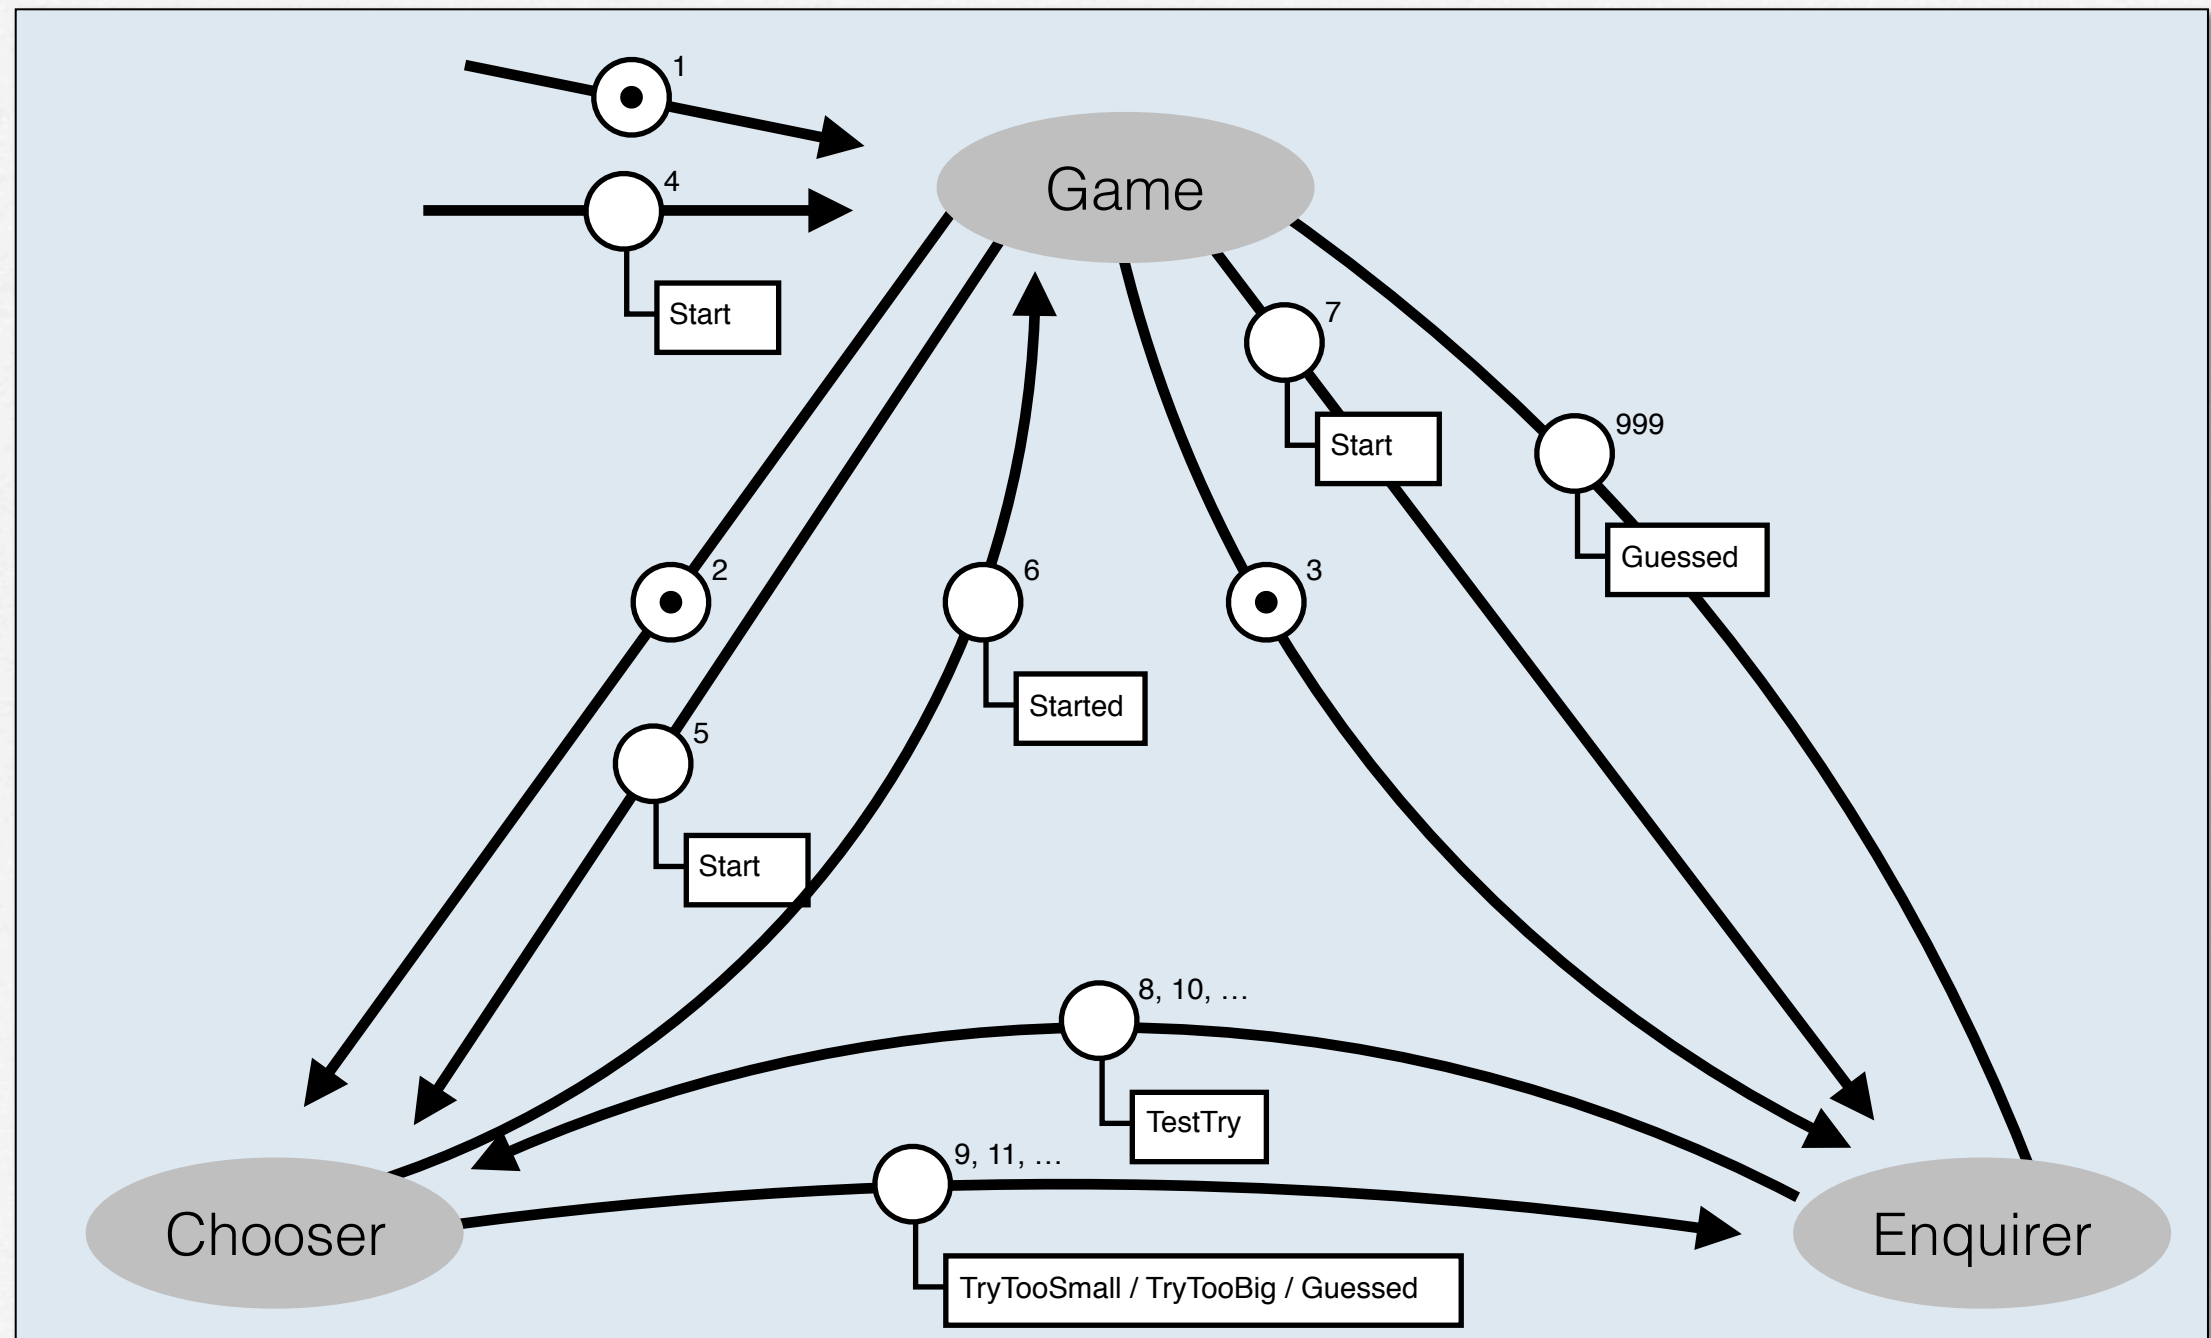 1
4
Start
Game
7
Start
999
Guessed
2
6
3
Started
5
Start
8, 10, …
TestTry
9, 11, …
Chooser
Enquirer
TryTooSmall / TryTooBig / Guessed